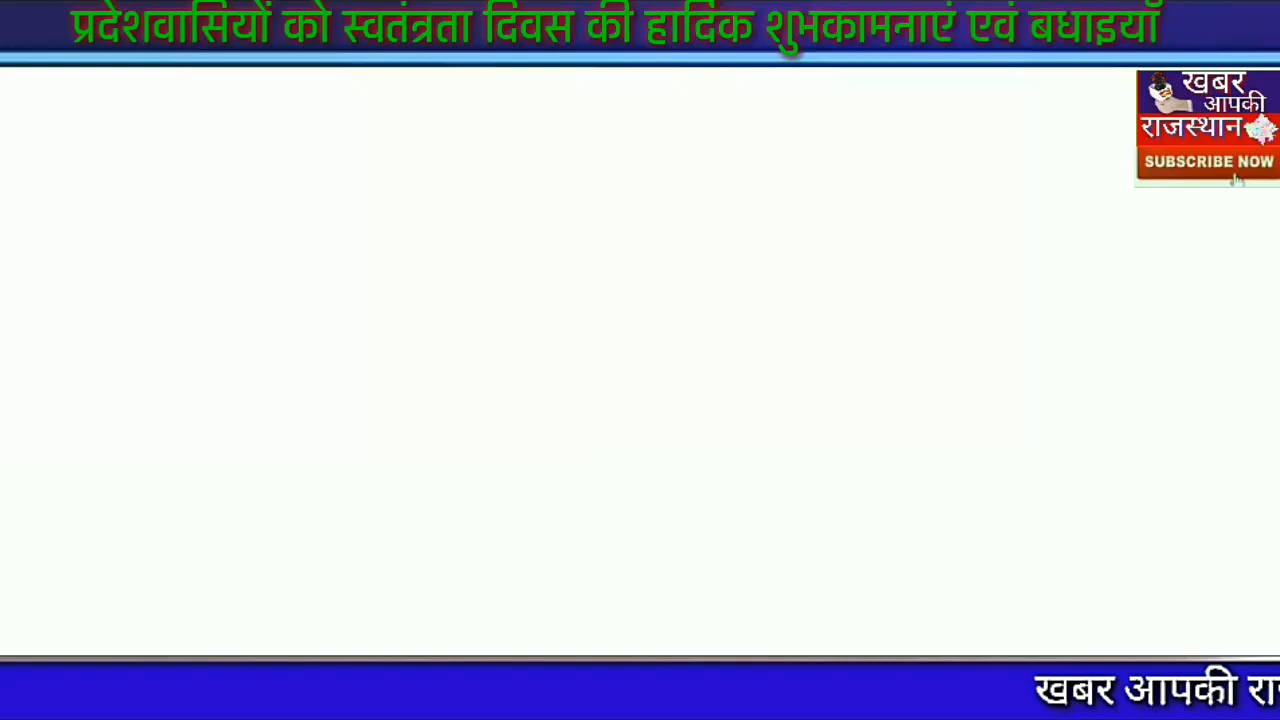 प्रदेशवासियों को स्वतंत्रता दिवस की हार्दिक शुभकामनाएं एवं बधाइयाँ
खबर
आपकी
राजस्थान
SUBSCRIBE NOW
खबर आपकी